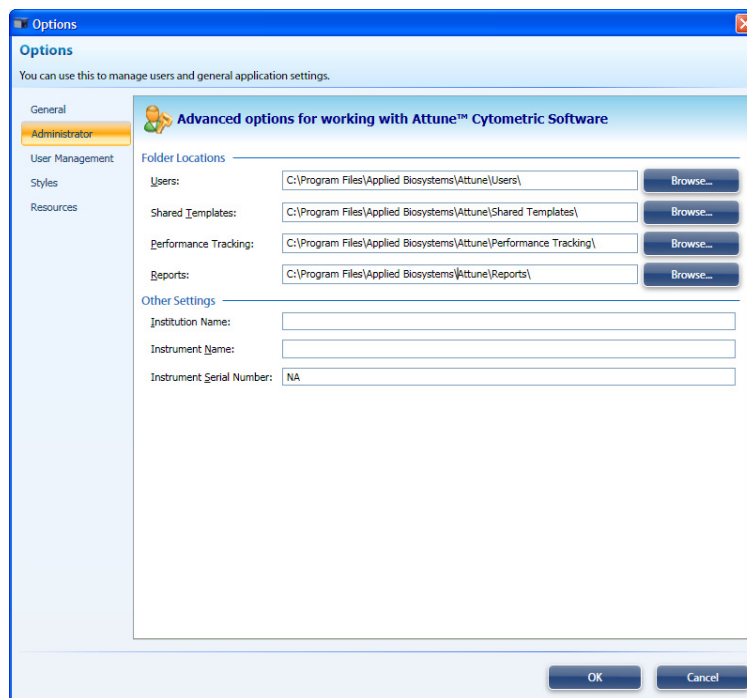 Options
Options
You can use this to manage users and general application settings.
General
Administrator
User Management
Styles
Resources
Advanced options for working with Attune™ Cytometric Software
Folder Locations
Users: C:\Program Files\Applied Biosystems\Attune\Users\ Browse...
Shared Templates: C:\Program Files\Applied Biosystems\Attune\Shared Templates\ Browse...
Performance Tracking: C:\Program Files\Applied Biosystems\Attune\Performance Tracking\ Browse...
Reports: C:\Program Files\Applied Biosystems\Attune\Reports\ Browse...
Other Settings
Institution Name:
Instrument Name:
Instrument Serial Number: NA
OK Cancel